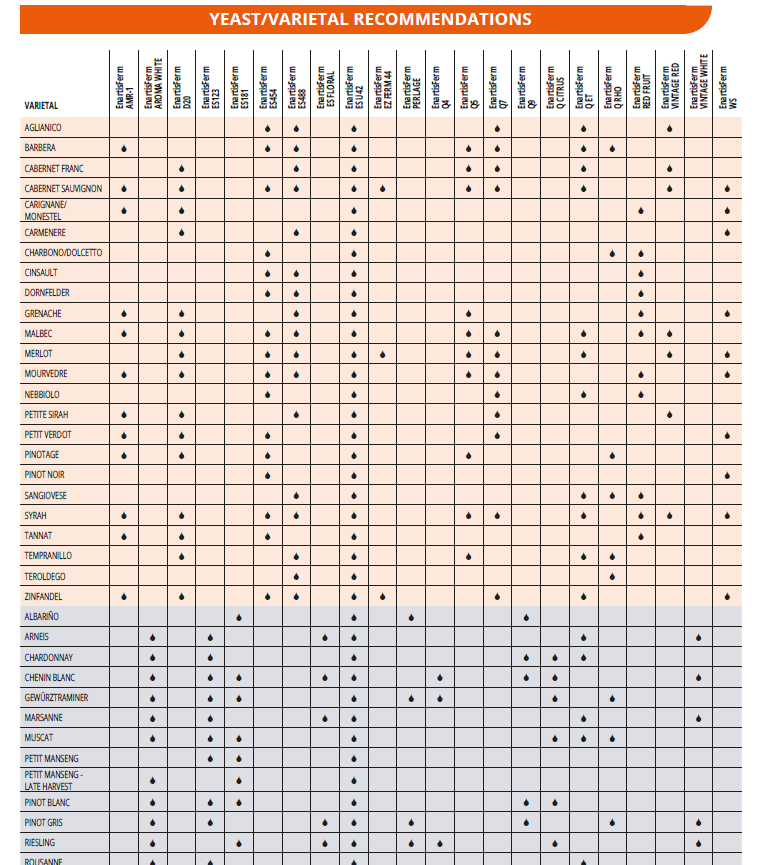 YEAST/VARIETAL RECOMMENDATIONS
VARIETAL
EnartisFerm
AMR-1
EnartisFerm
AROMA WHITE
EnartisFerm
D20
EnartisFerm
ES123
EnartisFerm
ES181
EnartisFerm
ES454
EnartisFerm
ES488
EnartisFerm
ES FLORAL
EnartisFerm
ESU42
EnartisFerm
EZ FERM 44
EnartisFerm
PERLAGE
EnartisFerm
Q4
EnartisFerm
Q5
EnartisFerm
Q7
EnartisFerm
Q9
EnartisFerm
Q CITRUS
EnartisFerm
Q ET
EnartisFerm
Q RHO
EnartisFerm
RED FRUIT
EnartisFerm
VINTAGE RED
EnartisFerm
VINTAGE WHITE
EnartisFerm
WS
AGLIANICO
BARBERA
CABERNET FRANC
CABERNET SAUVIGNON
CARIGNANE/
MONESTEL
CARMENERE
CHARBONO/DOLCETTO
CINSAULT
DORNFELDER
GRENACHE
MALBEC
MERLOT
MOURVEDRE
NEBBIOLO
PETITE SIRAH
PETIT VERDOT
PINOTAGE
PINOT NOIR
SANGIOVESE
SYRAH
TANNAT
TEMPRANILLO
TEROLDEGO
ZINFANDEL
ALBARIÑO
ARNEIS
CHARDONNAY
CHENIN BLANC
GEWÜRZTRAMINER
MARSANNE
MUSCAT
PETIT MANSENG
PETIT MANSENG -
LATE HARVEST
PINOT BLANC
PINOT GRIS
RIESLING
ROUSANNE